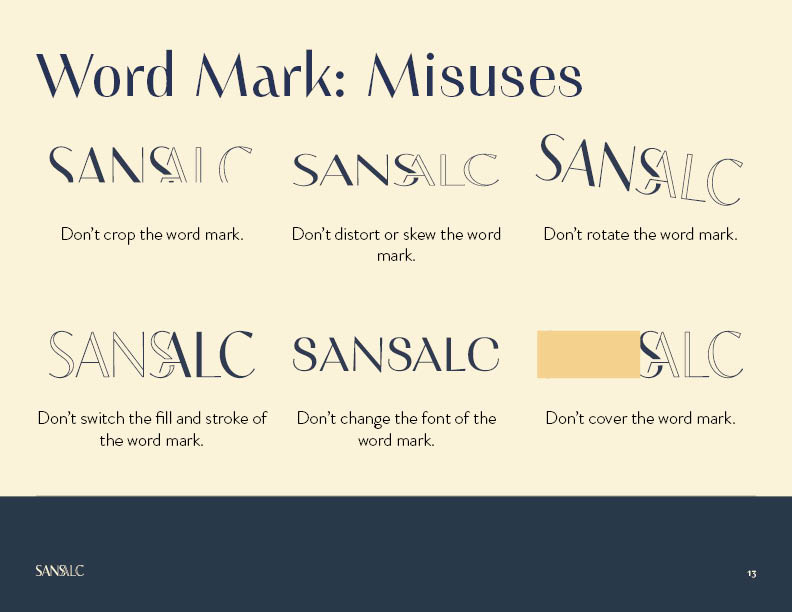 Word Mark: Misuses
SANSALC
SANSALC
SANSALC
Don’t crop the word mark.
Don’t distort or skew the word
mark.
Don’t rotate the word mark.
SANSALC
SANSALC
SALC
Don’t switch the fill and stroke of
the word mark.
Don’t change the font of the
word mark.
Don’t cover the word mark.
SANSALC
13